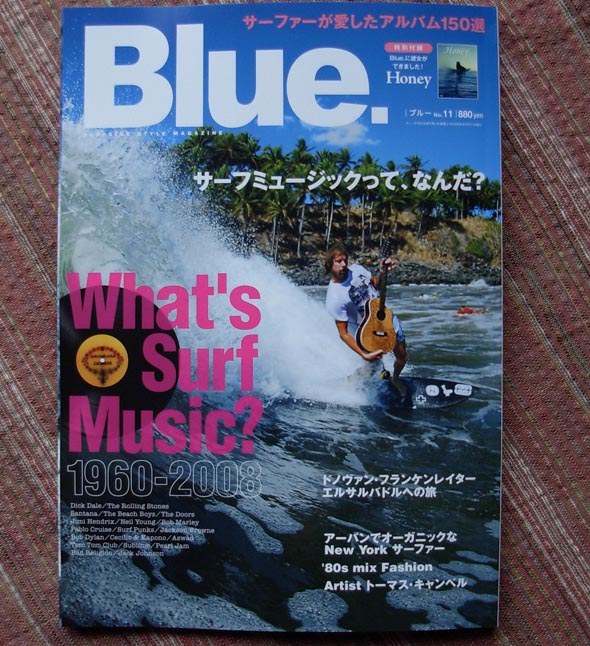 サーファーが愛したアルバム150選
Blue.
SURFSIDE STYLE MAGAZINE
特別付録
Blue.に彼女が
できました!
Honey
Honey
ブルー No.11 880yen
サーフミュージックって、なんだ?
What's
Surf
Music?
1960-2008
Dick Dale/The Rolling Stones
Santana/The Beach Boys/The Doors
Jimi Hendrix/Neil Young/Bob Marley
Pablo Cruise/Surf Punks/Jackson Browne
Bob Dylan/Cecilio & Kapono/Aswad
Tom Tom Club/Sublime/Pearl Jam
Bad Religion/Jack Johnson
ドノヴァン・フランケンレイター
エルサルバドルへの旅
アーバンでオーガニックな
New York サーファー
'80s mix Fashion
Artist トーマス・キャンベル